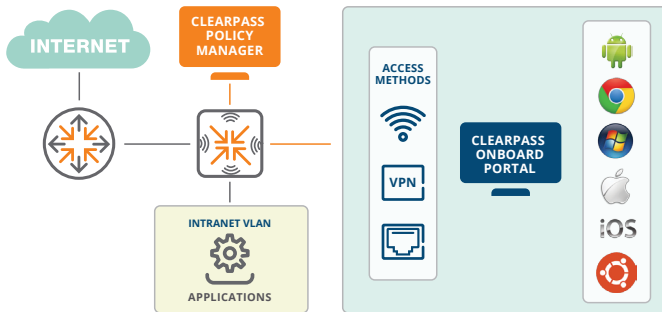 INTERNET
CLEARPASS
POLICY
MANAGER
INTRANET VLAN
APPLICATIONS
ACCESS
METHODS
VPN
CLEARPASS
ONBOARD
PORTAL
iOS